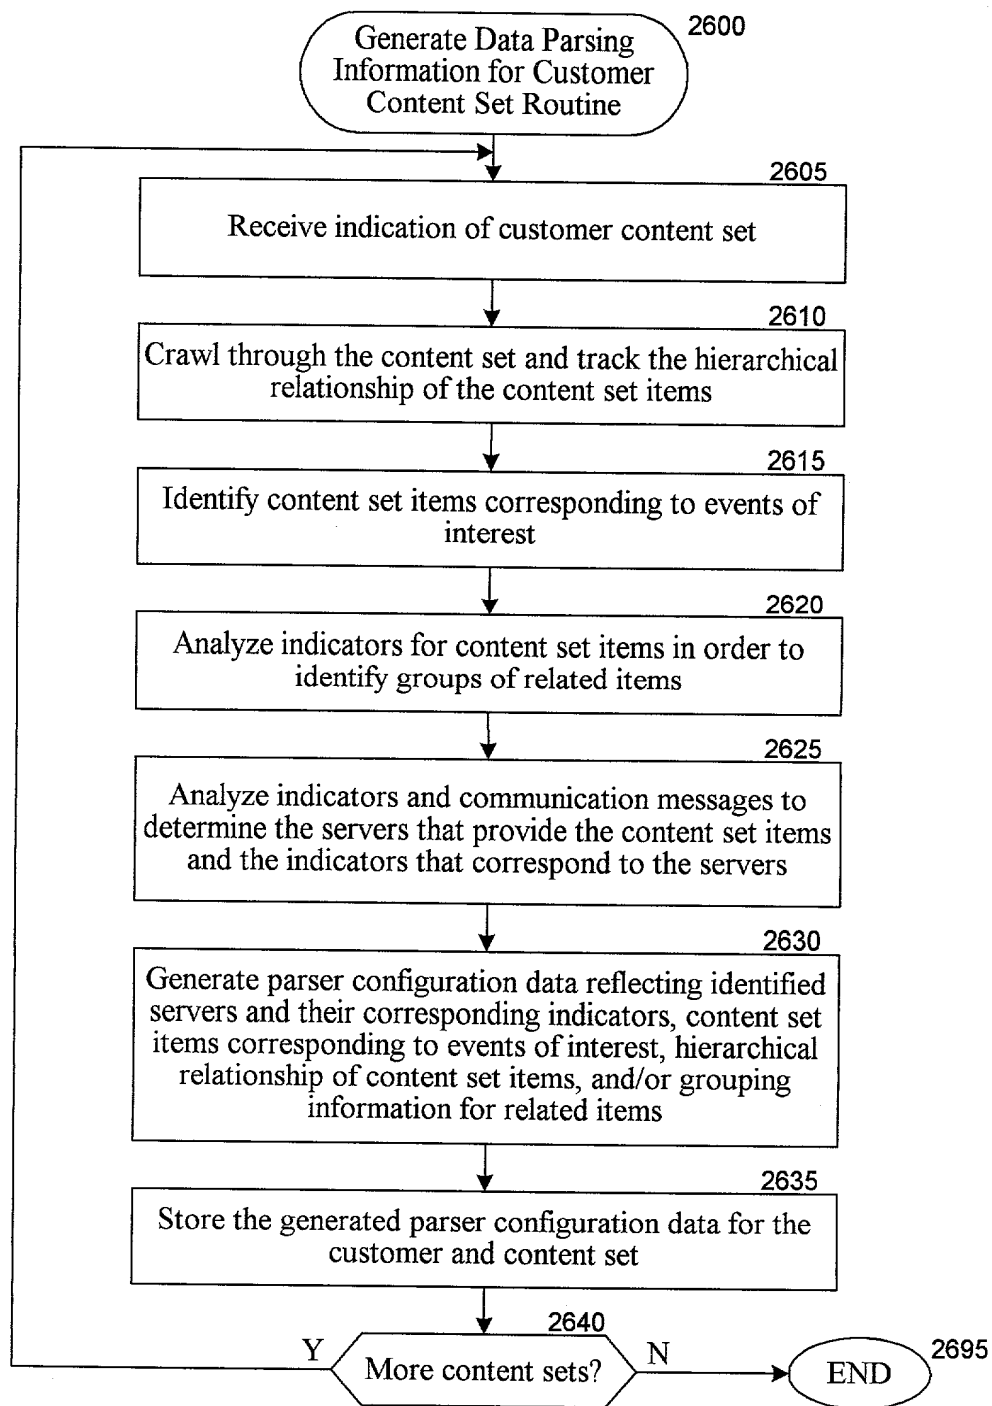 2600
Generate Data Parsing
Information for Customer
Content Set Routine
2605
Receive indication of customer content set
2610
Crawl through the content set and track the hierarchical
relationship of the content set items
2615
Identify content set items corresponding to events of
interest
2620
Analyze indicators for content set items in order to
identify groups of related items
2625
Analyze indicators and communication messages to
determine the servers that provide the content set items
and the indicators that correspond to the servers
2630
Generate parser configuration data reflecting identified
servers and their corresponding indicators, content set
items corresponding to events of interest, hierarchical
relationship of content set items, and/or grouping
information for related items
2635
Store the generated parser configuration data for the
customer and content set
2640
Y
More content sets?
N
2695
END